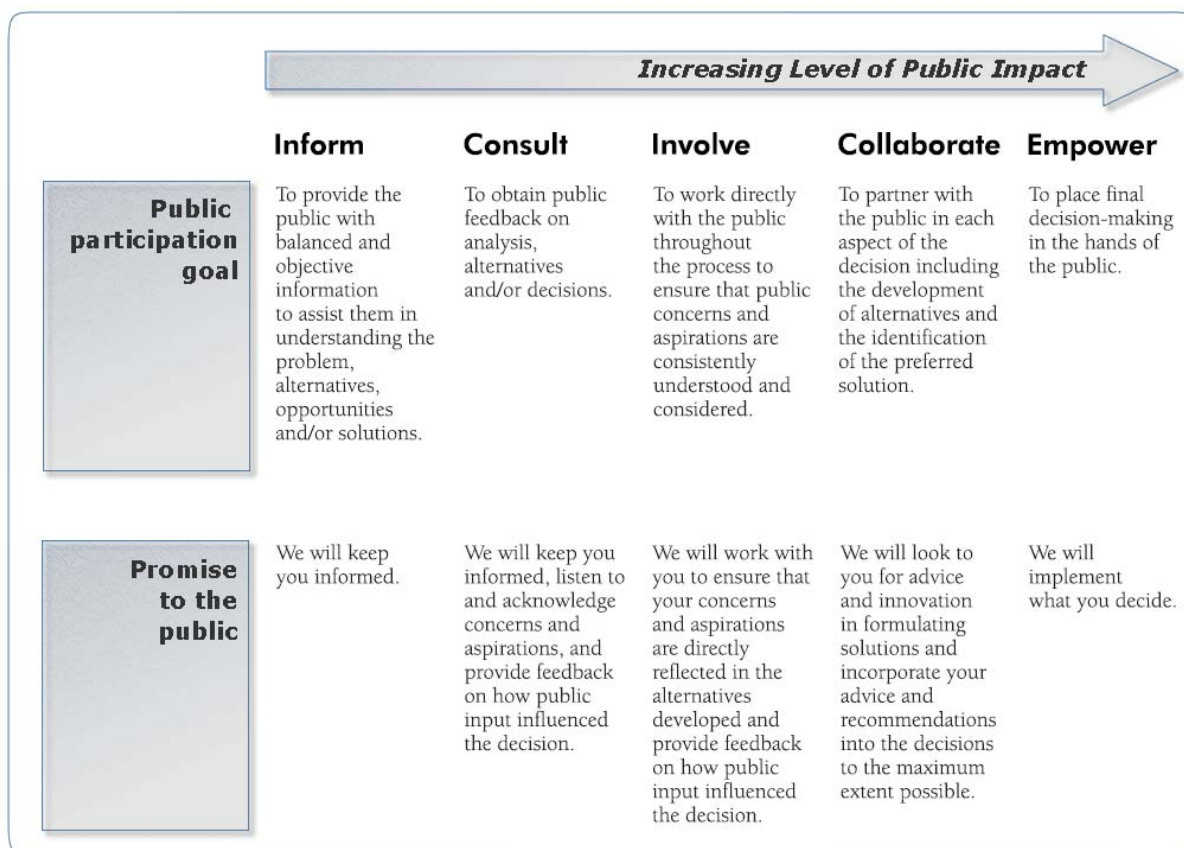 Increasing Level of Public Impact
Inform
Consult
Involve
Collaborate
Empower
Public
participation
goal
To provide the
public with
balanced and
objective
information
to assist them in
understanding the
problem,
alternatives,
opportunities
and/or solutions.
To obtain public
feedback on
analysis,
alternatives
and/or decisions.
To work directly
with the public
throughout
the process to
ensure that public
concerns and
aspirations are
consistently
understood and
considered.
To partner with
the public in each
aspect of the
decision including
the development
of alternatives and
the identification
of the preferred
solution.
To place final
decision-making
in the hands of
the public.
Promise
to the
public
We will keep
you informed.
We will keep you
informed, listen to
and acknowledge
concerns and
aspirations, and
provide feedback
on how public
input influenced
the decision.
We will work with
you to ensure that
your concerns
and aspirations
are directly
reflected in the
alternatives
developed and
provide feedback
on how public
input influenced
the decision.
We will look to
you for advice
and innovation
in formulating
solutions and
incorporate your
advice and
recommendations
into the decisions
to the maximum
extent possible.
We will
implement
what you decide.